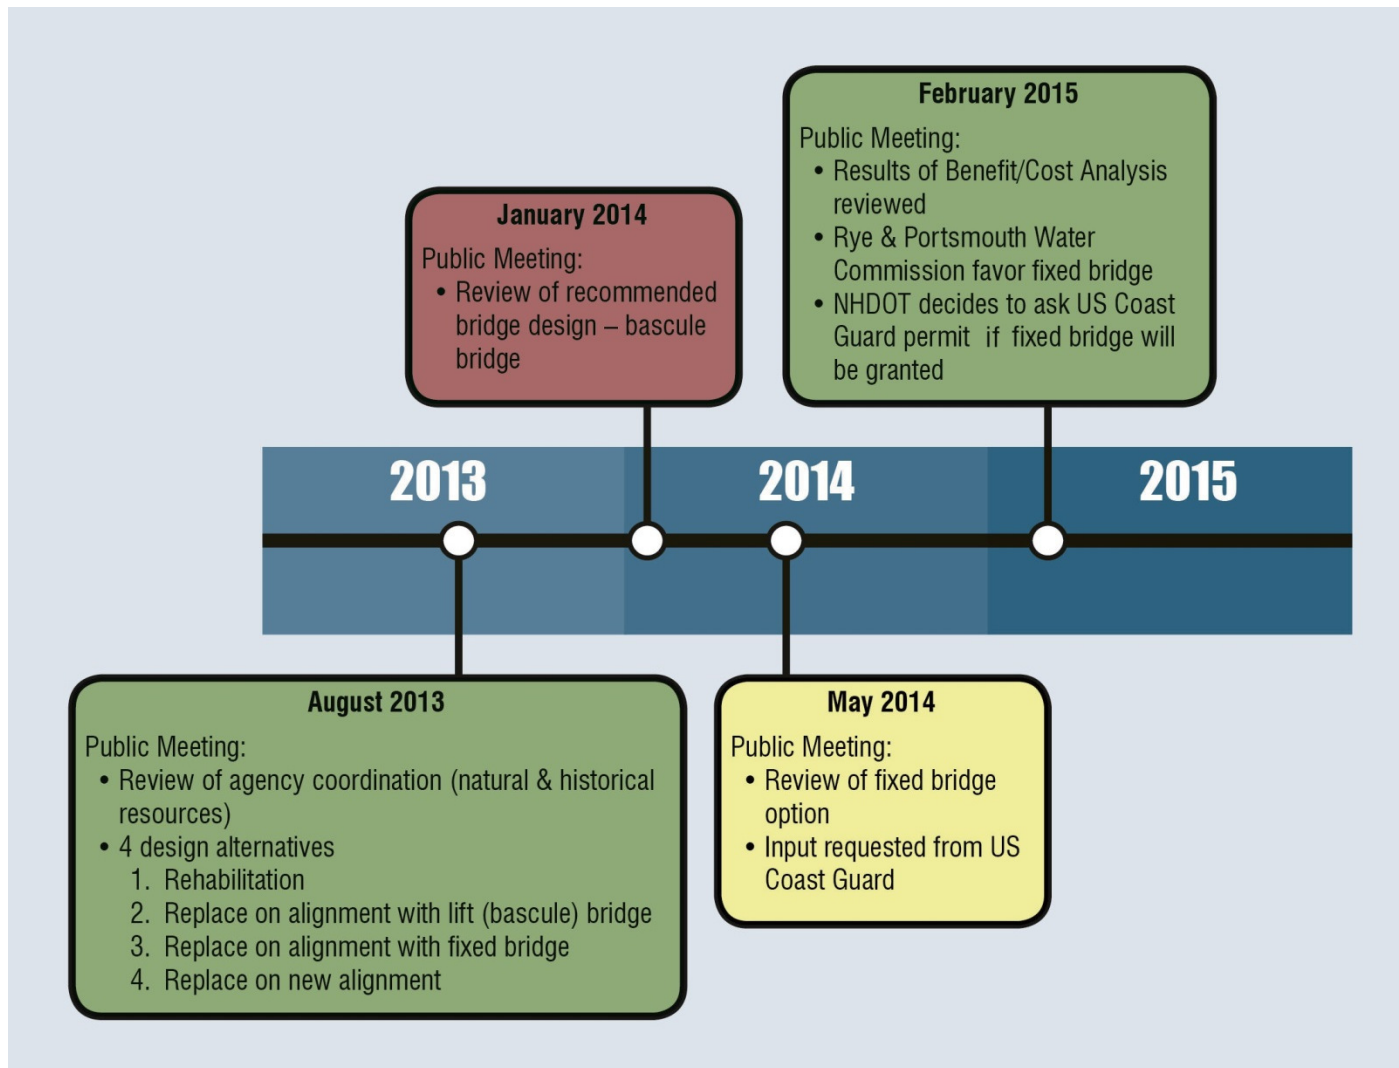 February 2015
Public Meeting:
• Results of Benefit/Cost Analysis
reviewed
• Rye & Portsmouth Water
Commission favor fixed bridge
• NHDOT decides to ask US Coast
Guard permit if fixed bridge will
be granted
January 2014
Public Meeting:
• Review of recommended
bridge design – bascule
bridge
2013
2014
2015
August 2013
Public Meeting:
• Review of agency coordination (natural & historical
resources)
• 4 design alternatives
1. Rehabilitation
2. Replace on alignment with lift (bascule) bridge
3. Replace on alignment with fixed bridge
4. Replace on new alignment
May 2014
Public Meeting:
• Review of fixed bridge
option
• Input requested from US
Coast Guard